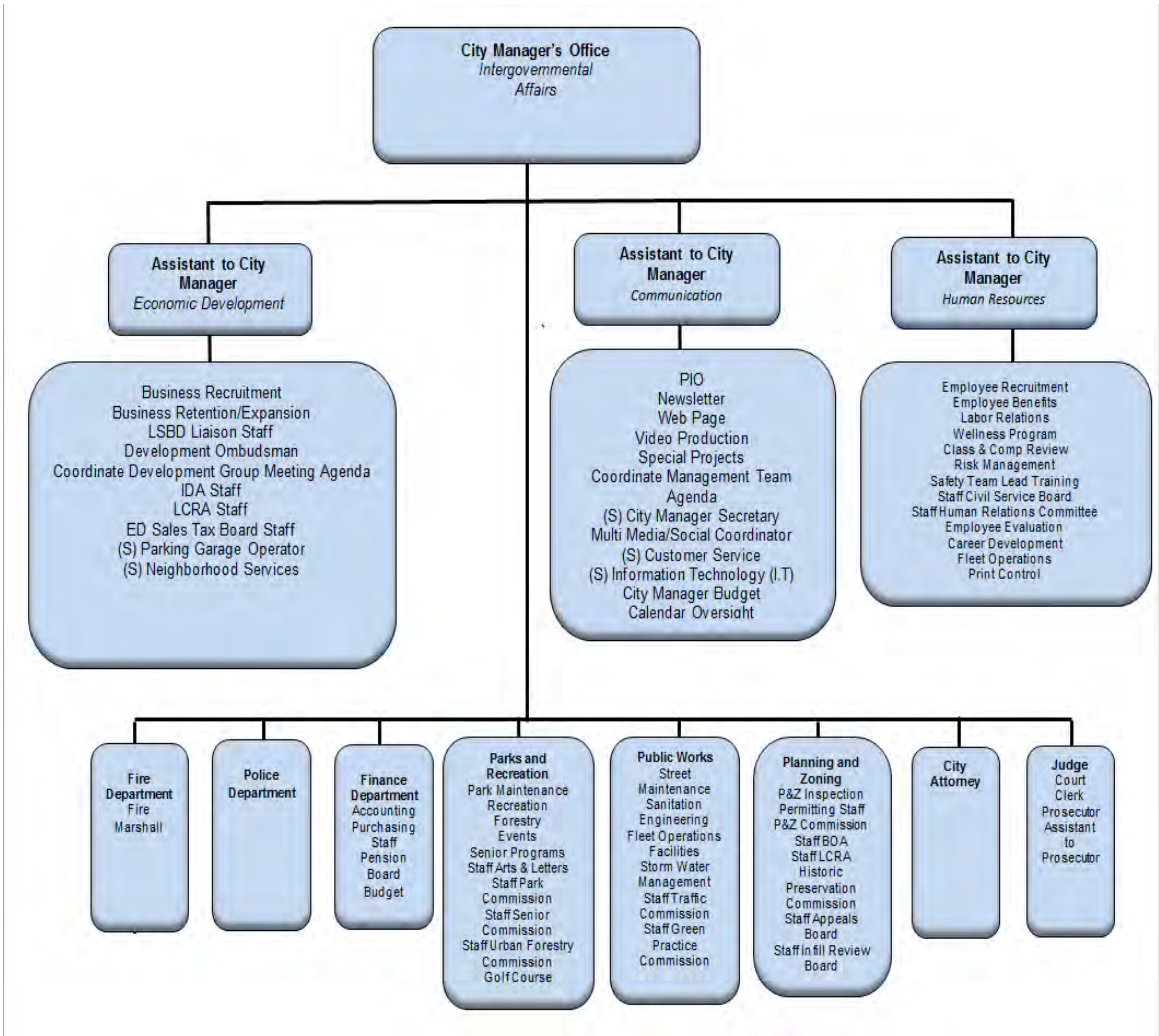 City Manager's Office
Intergovernmental
Affairs
Assistant to City
Manager
Economic Development
Assistant to City
Manager
Communication
Assistant to City
Manager
Human Resources
Business Recruitment
Business Retention/Expansion
LSBD Liaison Staff
Development Ombudsman
Coordinate Development Group Meeting Agenda
IDA Staff
LCRA Staff
ED Sales Tax Board Staff
(S) Parking Garage Operator
(S) Neighborhood Services
PIO
Newsletter
Web Page
Video Production
Special Projects
Coordinate Management Team
Agenda
(S) City Manager Secretary
Multi Media/Social Coordinator
(S) Customer Service
(S) Information Technology (I.T)
City Manager Budget
Calendar Oversight
Employee Recruitment
Employee Benefits
Labor Relations
Wellness Program
Class & Comp Review
Risk Management
Safety Team Lead Training
Staff Civil Service Board
Staff Human Relations Committee
Employee Evaluation
Career Development
Fleet Operations
Print Control
Fire
Department
Fire
Marshall
Police
Department
Finance
Department
Accounting
Purchasing
Staff
Pension
Board
Budget
Parks and
Recreation
Park Maintenance
Recreation
Forestry
Events
Senior Programs
Staff Arts & Letters
Staff Park
Commission
Staff Senior
Commission
Staff Urban Forestry
Commission
Golf Course
Public Works
Street
Maintenance
Sanitation
Engineering
Fleet Operations
Facilities
Storm Water
Management
Staff Traffic
Commission
Staff Green
Practice
Commission
Planning and
Zoning
P&Z Inspection
Permitting Staff
P&Z Commission
Staff BOA
Staff LCRA
Historic
Preservation
Commission
Staff Appeals
Board
Staff Infill Review
Board
City
Attorney
Judge
Court
Clerk
Prosecutor
Assistant
to
Prosecutor